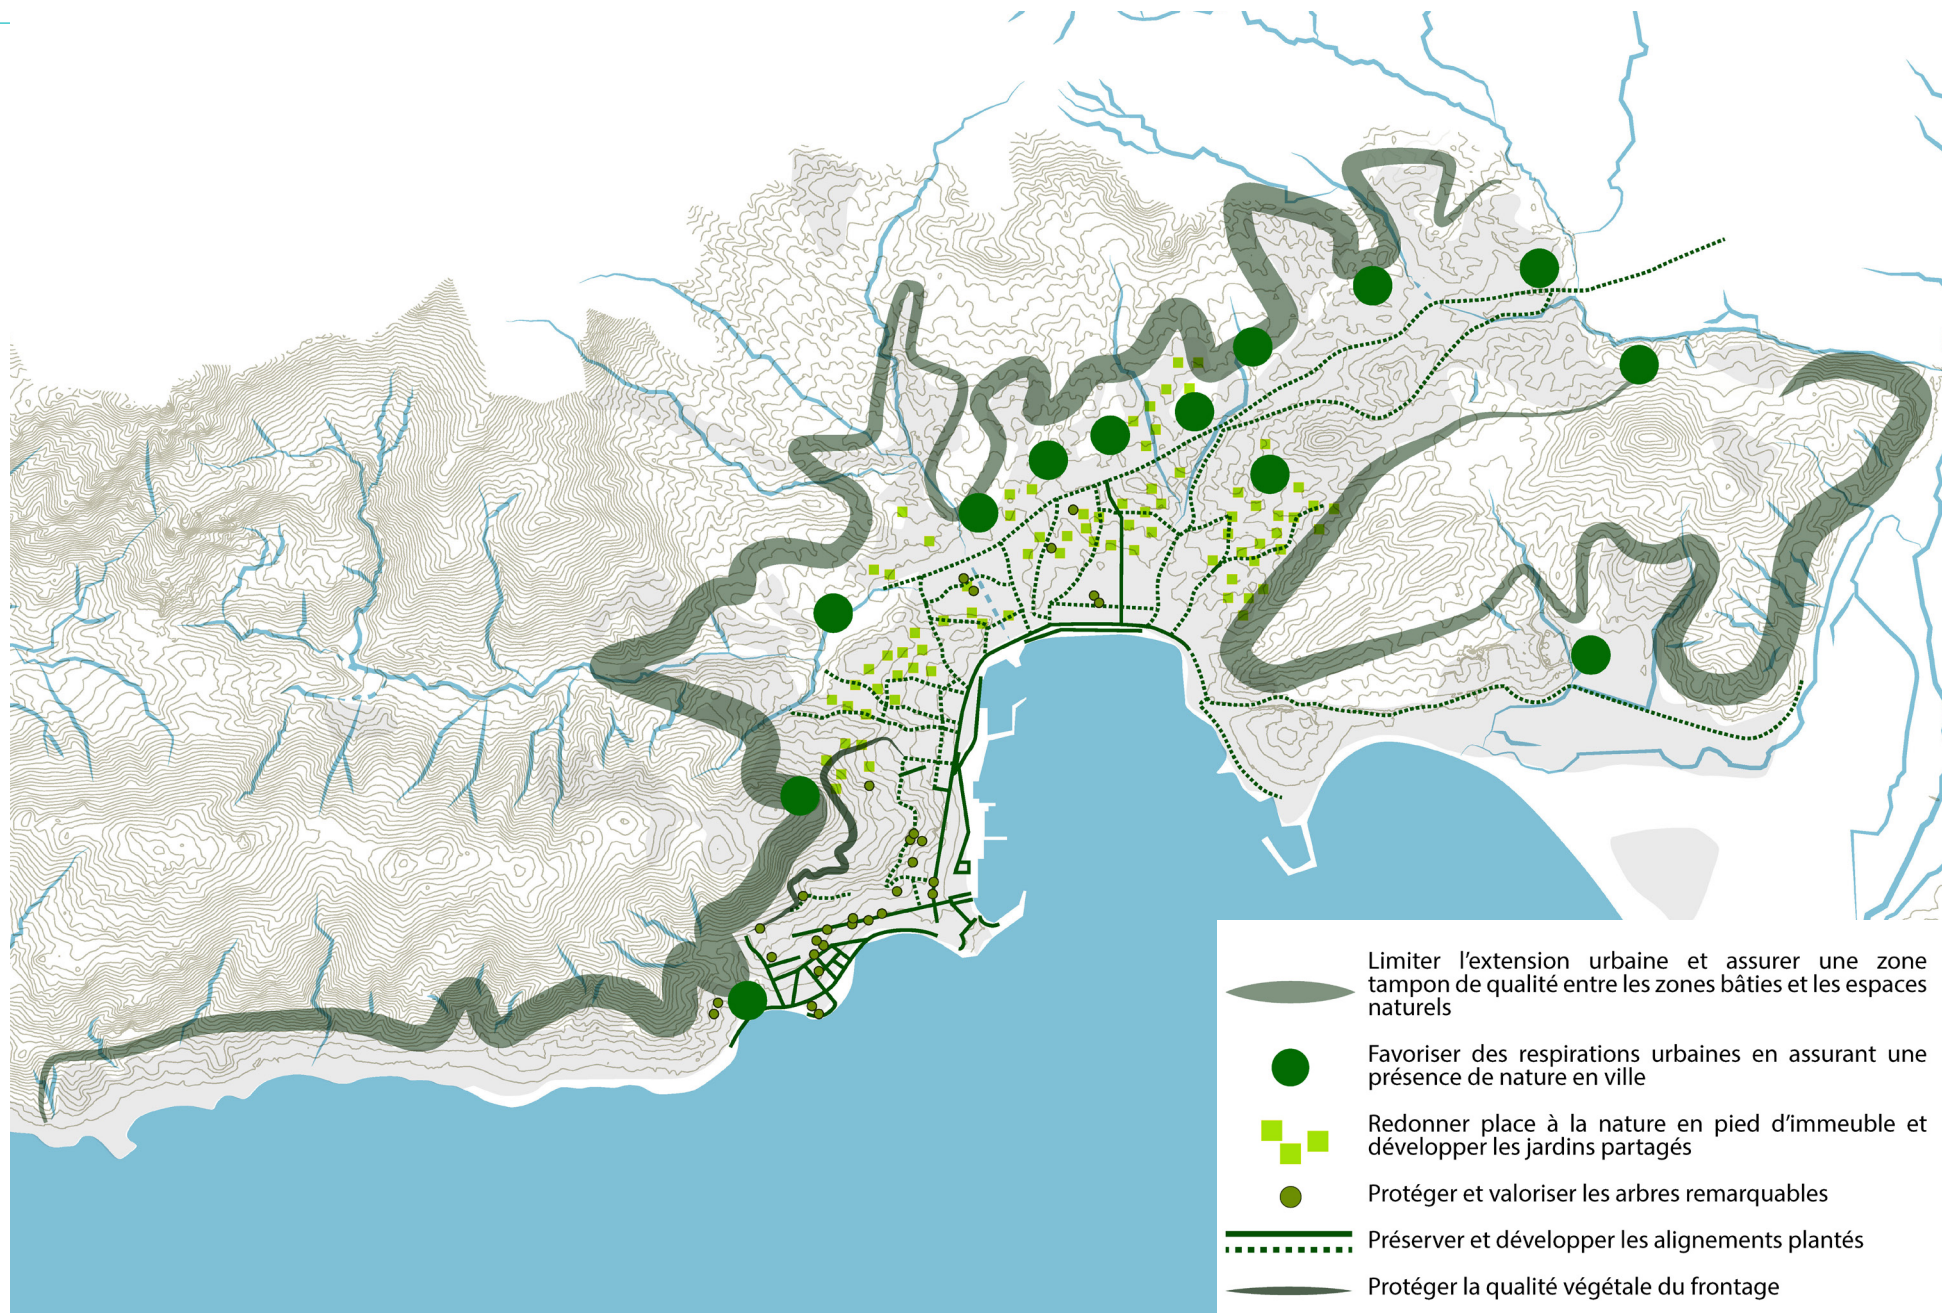 Limiter l'extension urbaine et assurer une zone
tampon de qualité entre les zones bâties et les espaces
naturels
Favoriser des respirations urbaines en assurant une
présence de nature en ville
Redonner place à la nature en pied d'immeuble et
développer les jardins partagés
Protéger et valoriser les arbres remarquables
Préserver et développer les alignements plantés
Protéger la qualité végétale du frontage